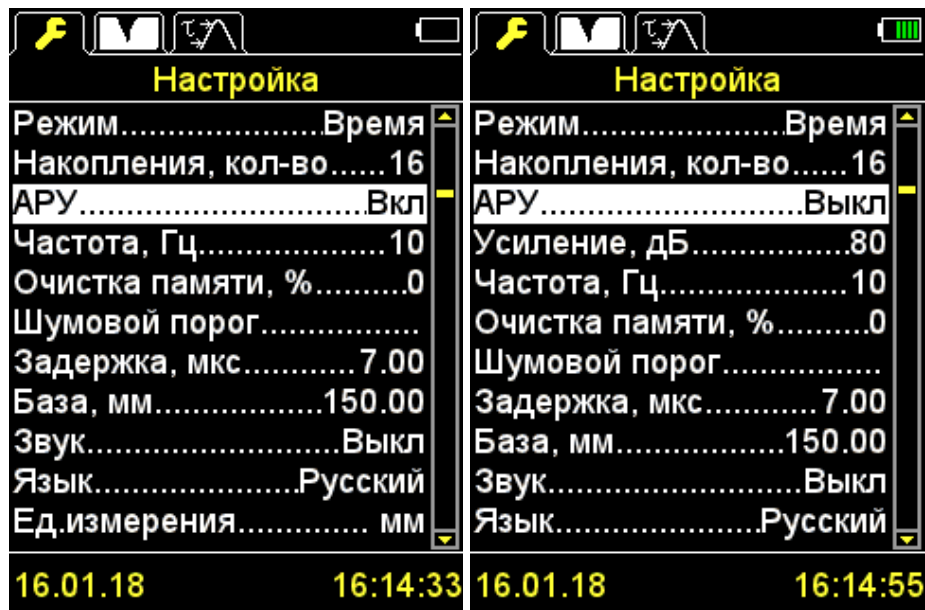 Настройка
Режим.....................Время
Накопления, кол-во......16
АРУ.............................Вкл
Частота, Гц...................10
Очистка памяти, %..........0
Шумовой порог................
Задержка, мкс............7.00
База, мм.................150.00
Звук.........................Выкл
Язык.....................Русский
Ед.измерения............. мм
16.01.18 16:14:33
Настройка
Режим.....................Время
Накопления, кол-во......16
АРУ..........................Выкл
Усиление, дБ................80
Частота, Гц...................10
Очистка памяти, %.........0
Шумовой порог................
Задержка, мкс............7.00
База, мм.................150.00
Звук.........................Выкл
Язык.....................Русский
16.01.18 16:14:55